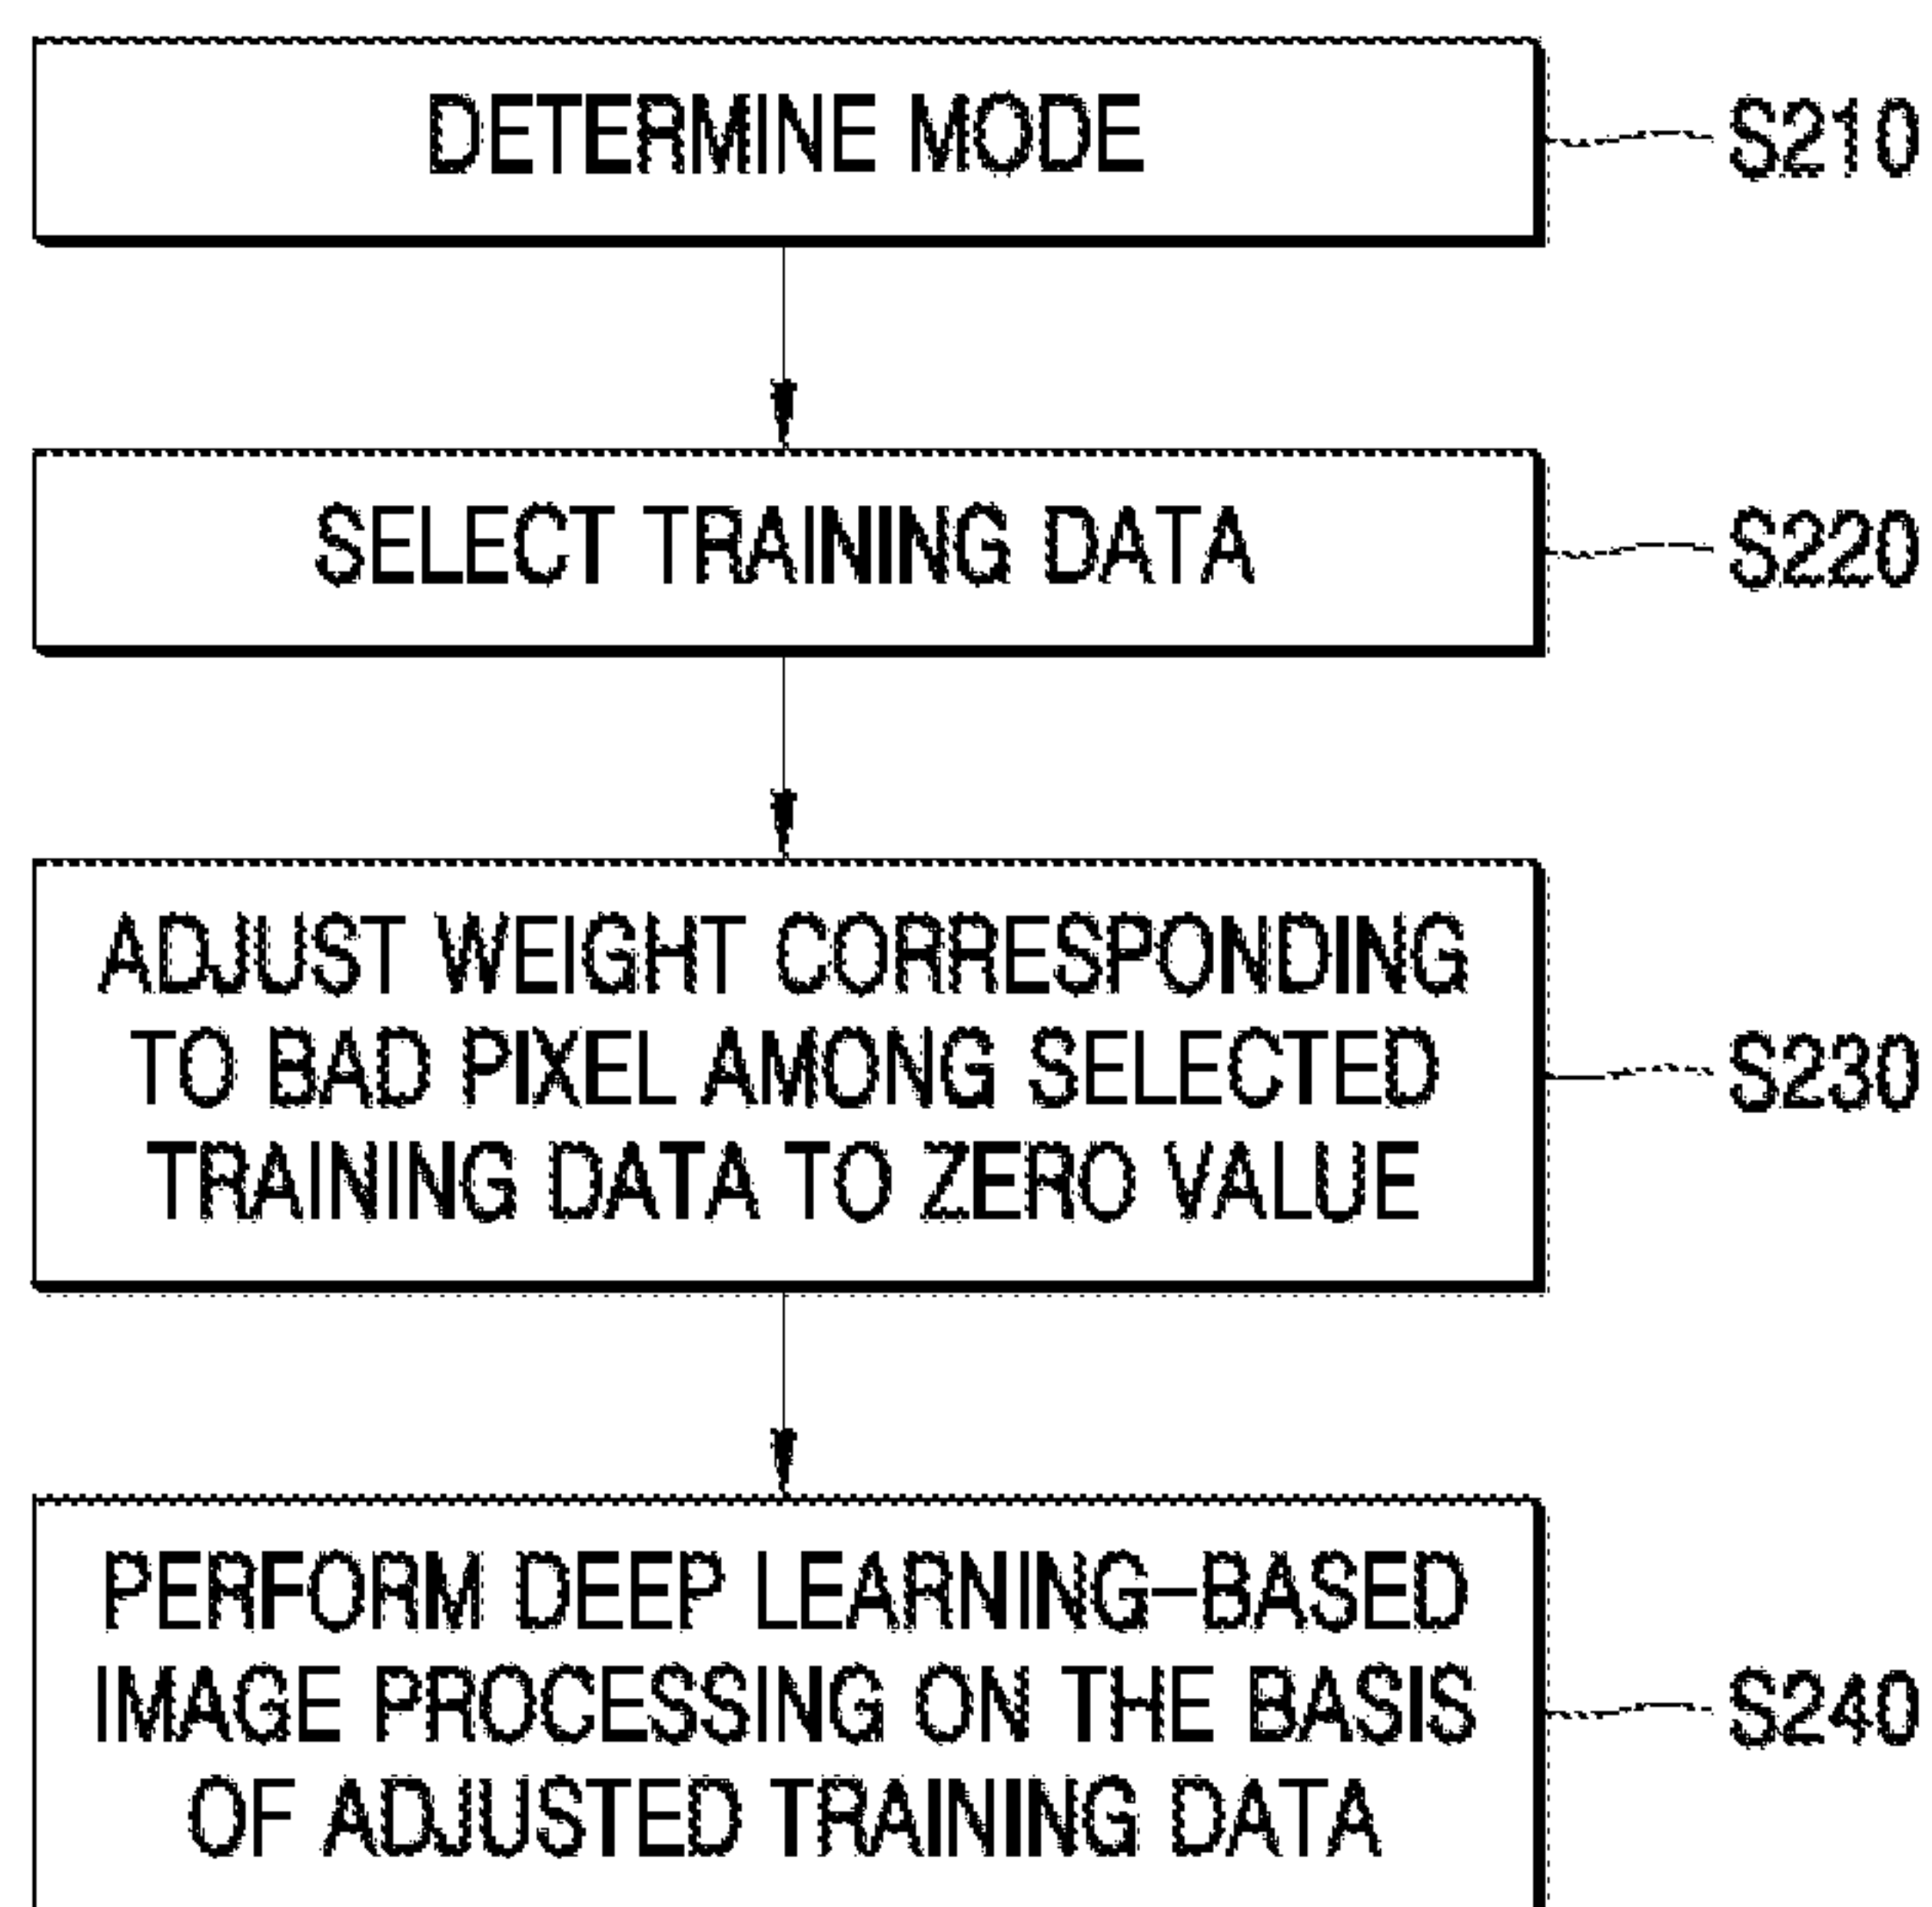 DETERMINE MODE
S210
SELECT TRAINING DATA
S220
ADJUST WEIGHT CORRESPONDING
TO BAD PIXEL AMONG SELECTED
TRAINING DATA TO ZERO VALUE
S230
PERFORM DEEP LEARNING-BASED
IMAGE PROCESSING ON THE BASIS
OF ADJUSTED TRAINING DATA
S240